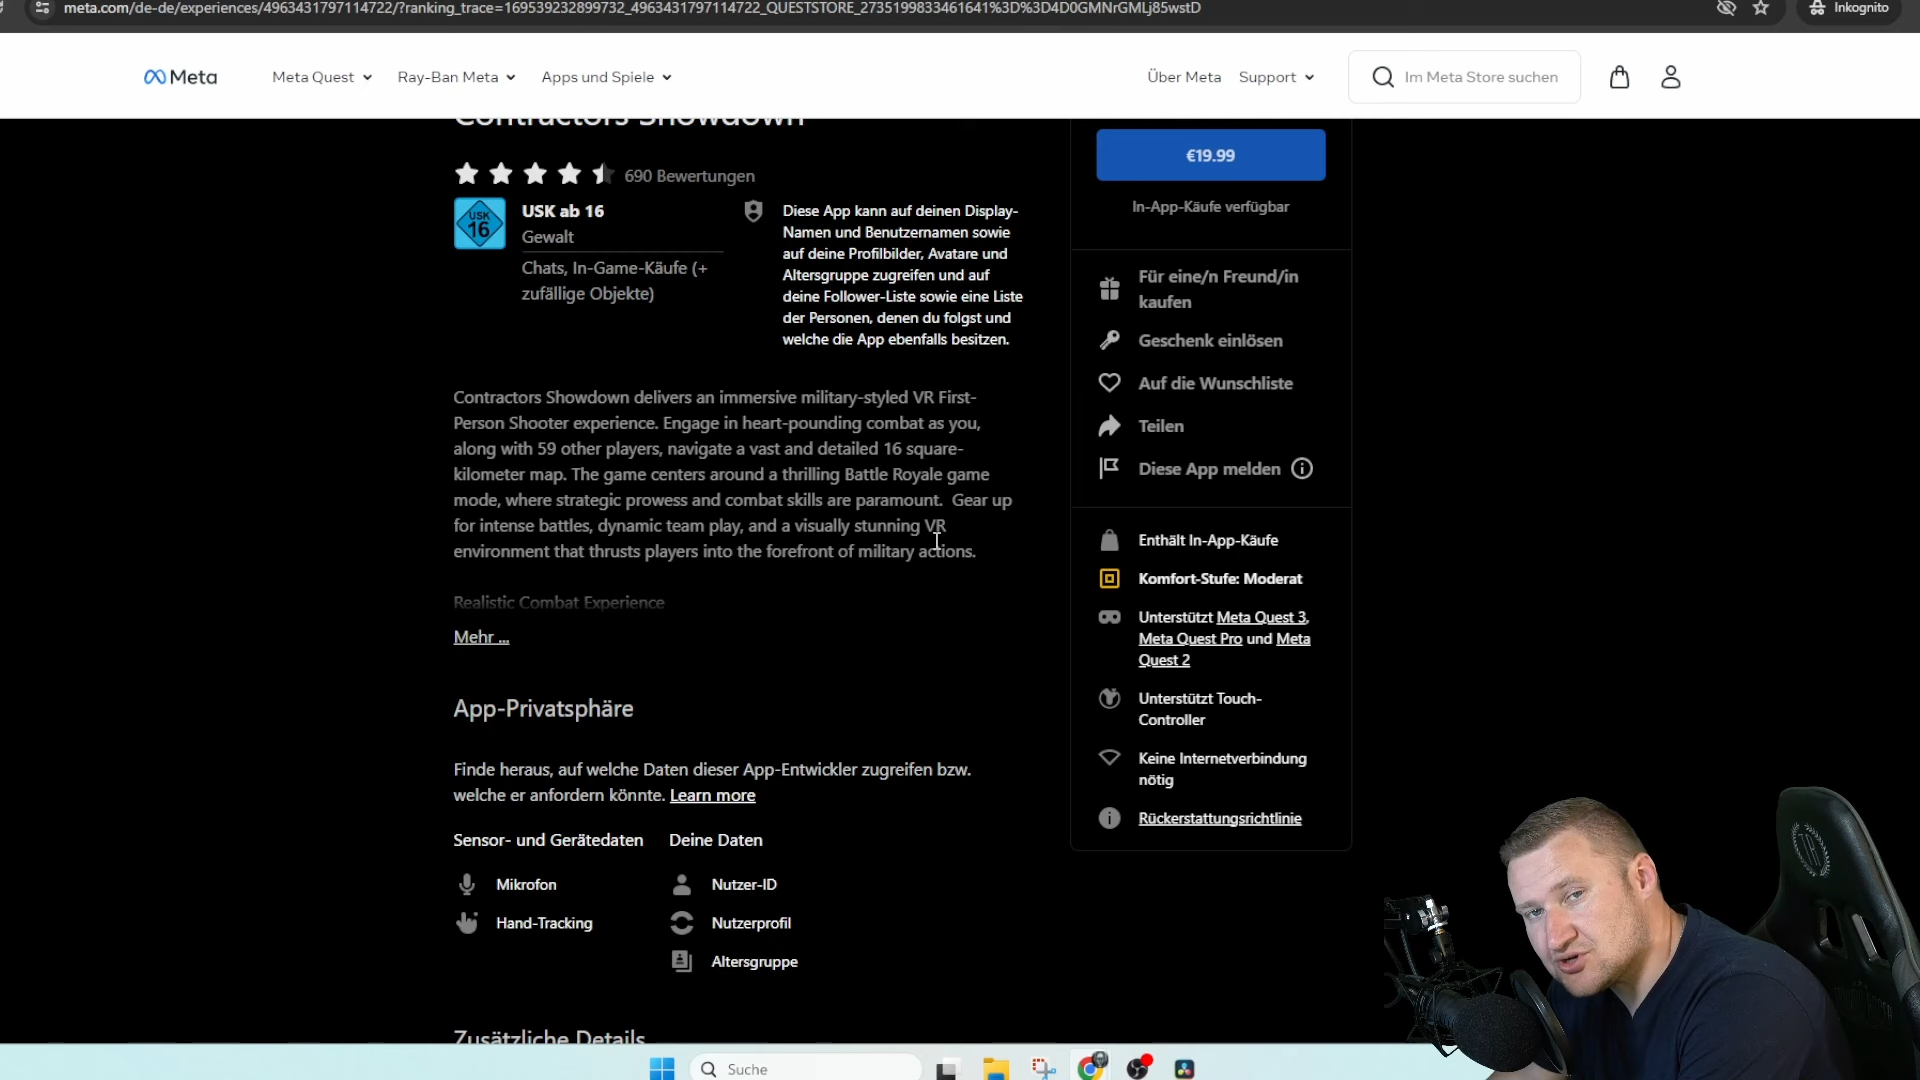 meta.com/de-de/experiences/4963431797114722/?ranking_trace=169539232899732_4963431797114722_QUESTSTORE_2735199833461641%3D%3D4D0GMNrGMLj85wstD
Inkognito
Meta
Meta Quest
Ray-Ban Meta
Apps und Spiele
Über Meta
Support
Im Meta Store suchen
Contractors Showdown
690 Bewertungen
USK
16
USK ab 16
Gewalt
Chats, In-Game-Käufe (+
zufällige Objekte)
Diese App kann auf deinen Display-
Namen und Benutzernamen sowie
auf deine Profilbilder, Avatare und
Altersgruppe zugreifen und auf
deine Follower-Liste sowie eine Liste
der Personen, denen du folgst und
welche die App ebenfalls besitzen.
Contractors Showdown delivers an immersive military-styled VR First-
Person Shooter experience. Engage in heart-pounding combat as you,
along with 59 other players, navigate a vast and detailed 16 square-
kilometer map. The game centers around a thrilling Battle Royale game
mode, where strategic prowess and combat skills are paramount. Gear up
for intense battles, dynamic team play, and a visually stunning VR
environment that thrusts players into the forefront of military actions.
Realistic Combat Experience
Mehr ...
App-Privatsphäre
Finde heraus, auf welche Daten dieser App-Entwickler zugreifen bzw.
welche er anfordern könnte. Learn more
Sensor- und Gerätedaten
Mikrofon
Hand-Tracking
Deine Daten
Nutzer-ID
Nutzerprofil
Altersgruppe
Zusätzliche Details
€19.99
In-App-Käufe verfügbar
Für eine/n Freund/in
kaufen
Geschenk einlösen
Auf die Wunschliste
Teilen
Diese App melden
Enthält In-App-Käufe
Komfort-Stufe: Moderat
Unterstützt Meta Quest 3,
Meta Quest Pro und Meta
Quest 2
Unterstützt Touch-
Controller
Keine Internetverbindung
nötig
Rückerstattungsrichtlinie
Suche